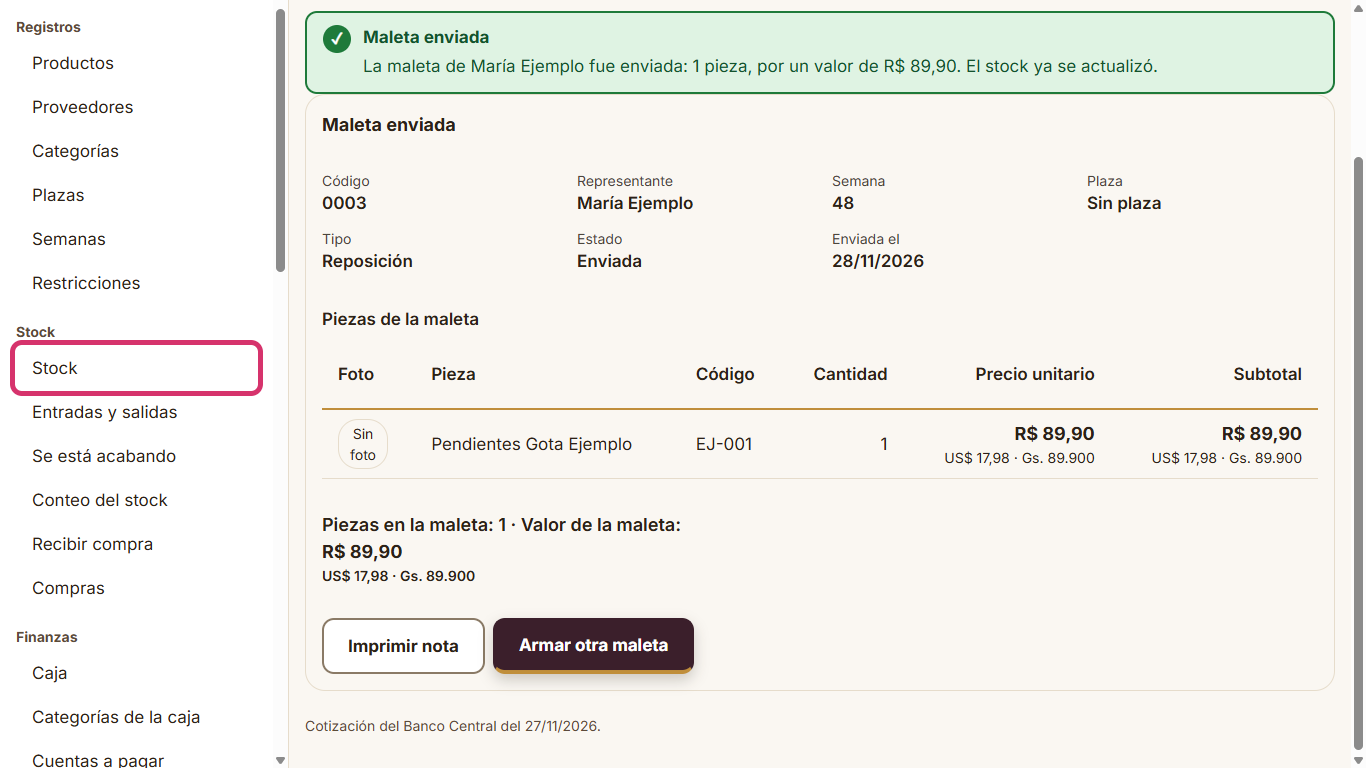 Registros
Productos
Proveedores
Categorías
Plazas
Semanas
Restricciones
Stock
Stock
Entradas y salidas
Se está acabando
Conteo del stock
Recibir compra
Compras
Finanzas
Caja
Categorías de la caja
Cuentas a pagar
Maleta enviada
La maleta de María Ejemplo fue enviada: 1 pieza, por un valor de R$ 89,90. El stock ya se actualizó.
Maleta enviada
Código Representante Semana Plaza
0003 María Ejemplo 48 Sin plaza
Tipo Estado Enviada el
Reposición Enviada 28/11/2026
Piezas de la maleta
Foto Pieza Código Cantidad Precio unitario Subtotal
Sin foto Pendientes Gota Ejemplo EJ-001 1 R$ 89,90 R$ 89,90
US$ 17,98 · Gs. 89.900 US$ 17,98 · Gs. 89.900
Piezas en la maleta: 1 · Valor de la maleta:
R$ 89,90
US$ 17,98 · Gs. 89.900
Imprimir nota Armar otra maleta
Cotización del Banco Central del 27/11/2026.